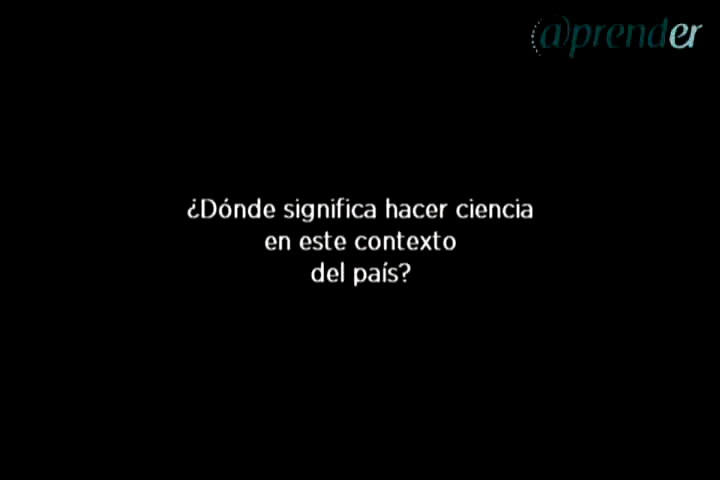 @prender
¿Dónde significa hacer ciencia
en este contexto
del país?